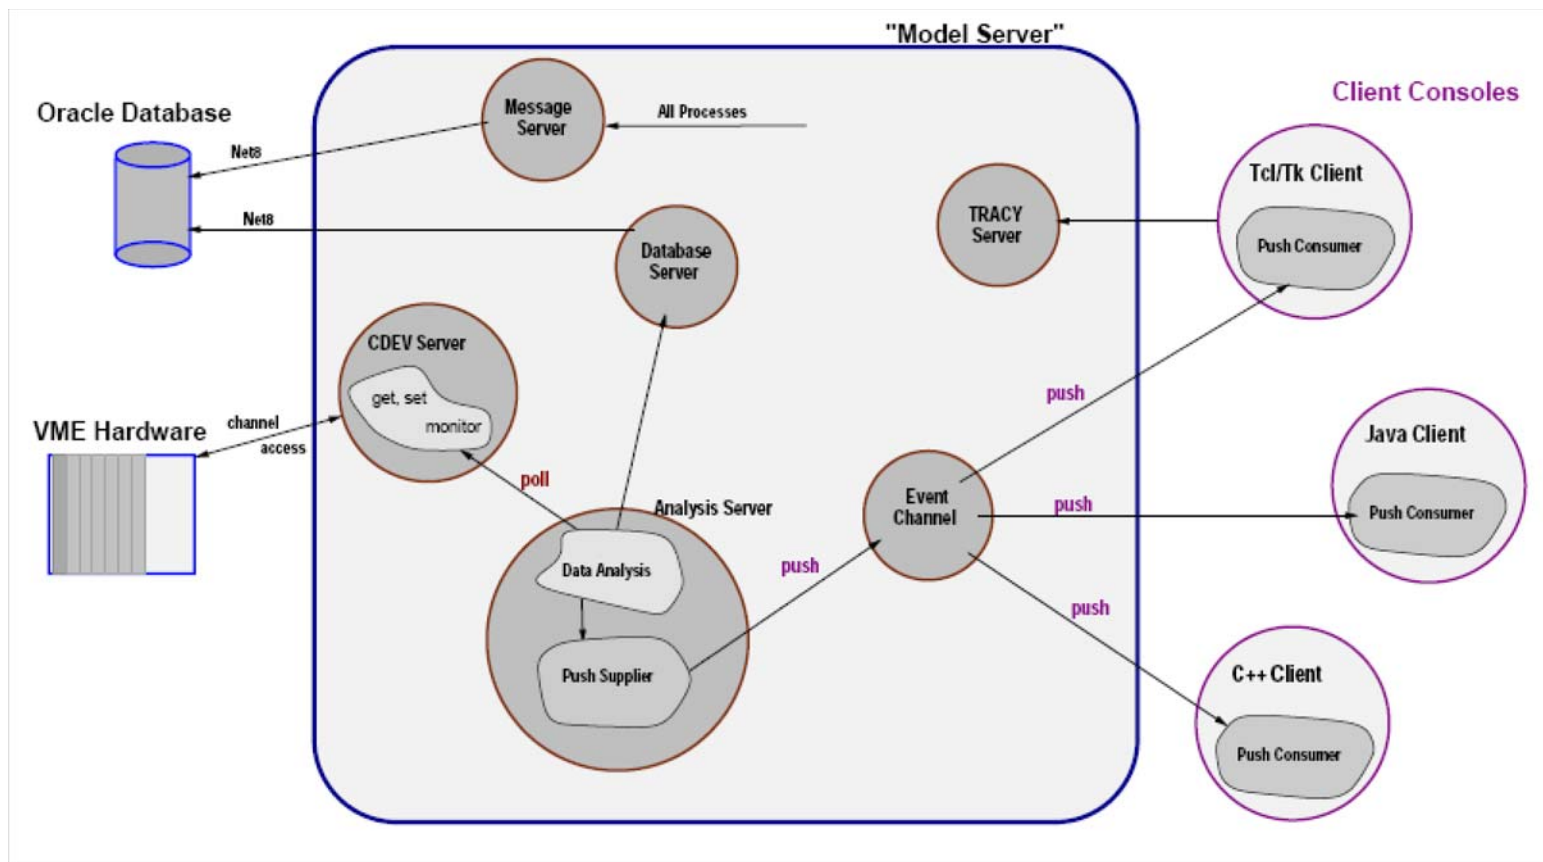 "Model Server"
Oracle Database
Message
Server
All Processes
Client Consoles
Net8
Tcl/Tk Client
Push Consumer
TRACY
Server
Net8
Database
Server
CDEV Server
get, set
monitor
VME Hardware
channel
access
poll
push
Java Client
Push Consumer
Analysis Server
Event
Channel
push
Data Analysis
push
push
Push Supplier
C++ Client
Push Consumer